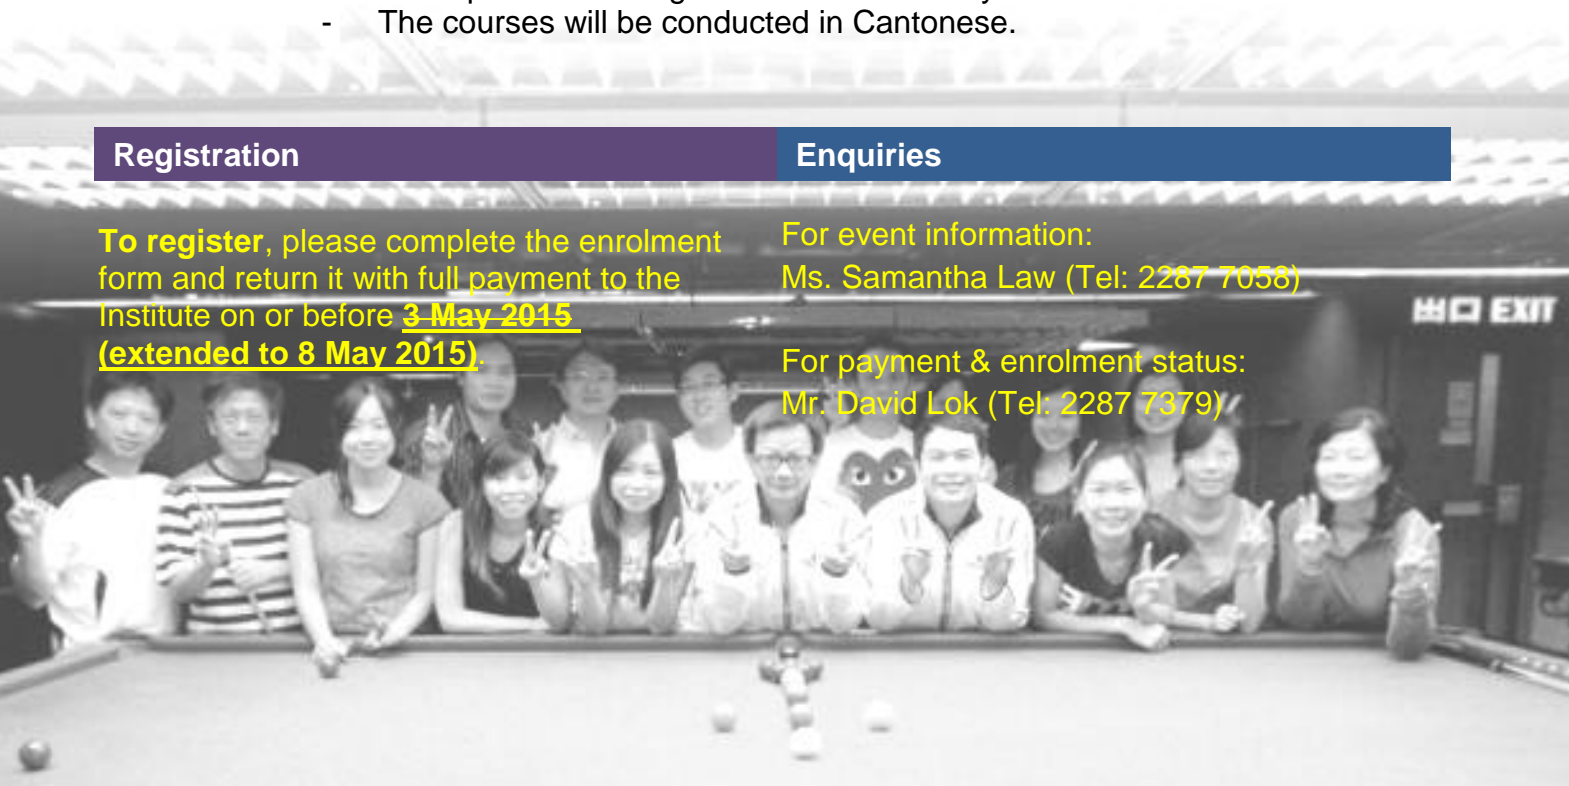 - The courses will be conducted in Cantonese.
Registration
Enquiries
To register, please complete the enrolment
form and return it with full payment to the
Institute on or before 3 May 2015
(extended to 8 May 2015).
For event information:
Ms. Samantha Law (Tel: 2287 7058)
For payment & enrolment status:
Mr. David Lok (Tel: 2287 7379)
出口 EXIT